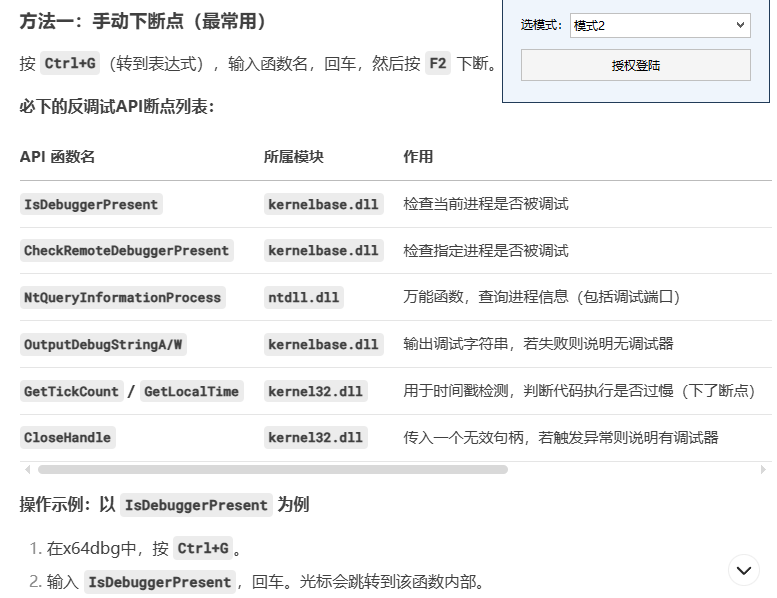 方法一：手动下断点（最常用）
选模式： 模式2
授权登陆
按 Ctrl+G（转到表达式），输入函数名，回车，然后按 F2 下断。
必下的反调试API断点列表：
API 函数名 所属模块 作用
IsDebuggerPresent kernelbase.dll 检查当前进程是否被调试
CheckRemoteDebuggerPresent kernelbase.dll 检查指定进程是否被调试
NtQueryInformationProcess ntdll.dll 万能函数，查询进程信息（包括调试端口）
OutputDebugStringA/W kernelbase.dll 输出调试字符串，若失败则说明无调试器
GetTickCount / GetLocalTime kernel32.dll 用于时间戳检测，判断代码执行是否过慢（下了断点）
CloseHandle kernel32.dll 传入一个无效句柄，若触发异常则说明有调试器
操作示例：以 IsDebuggerPresent 为例
1. 在x64dbg中，按 Ctrl+G。
2. 输入 IsDebuggerPresent，回车。光标会跳转到该函数内部。